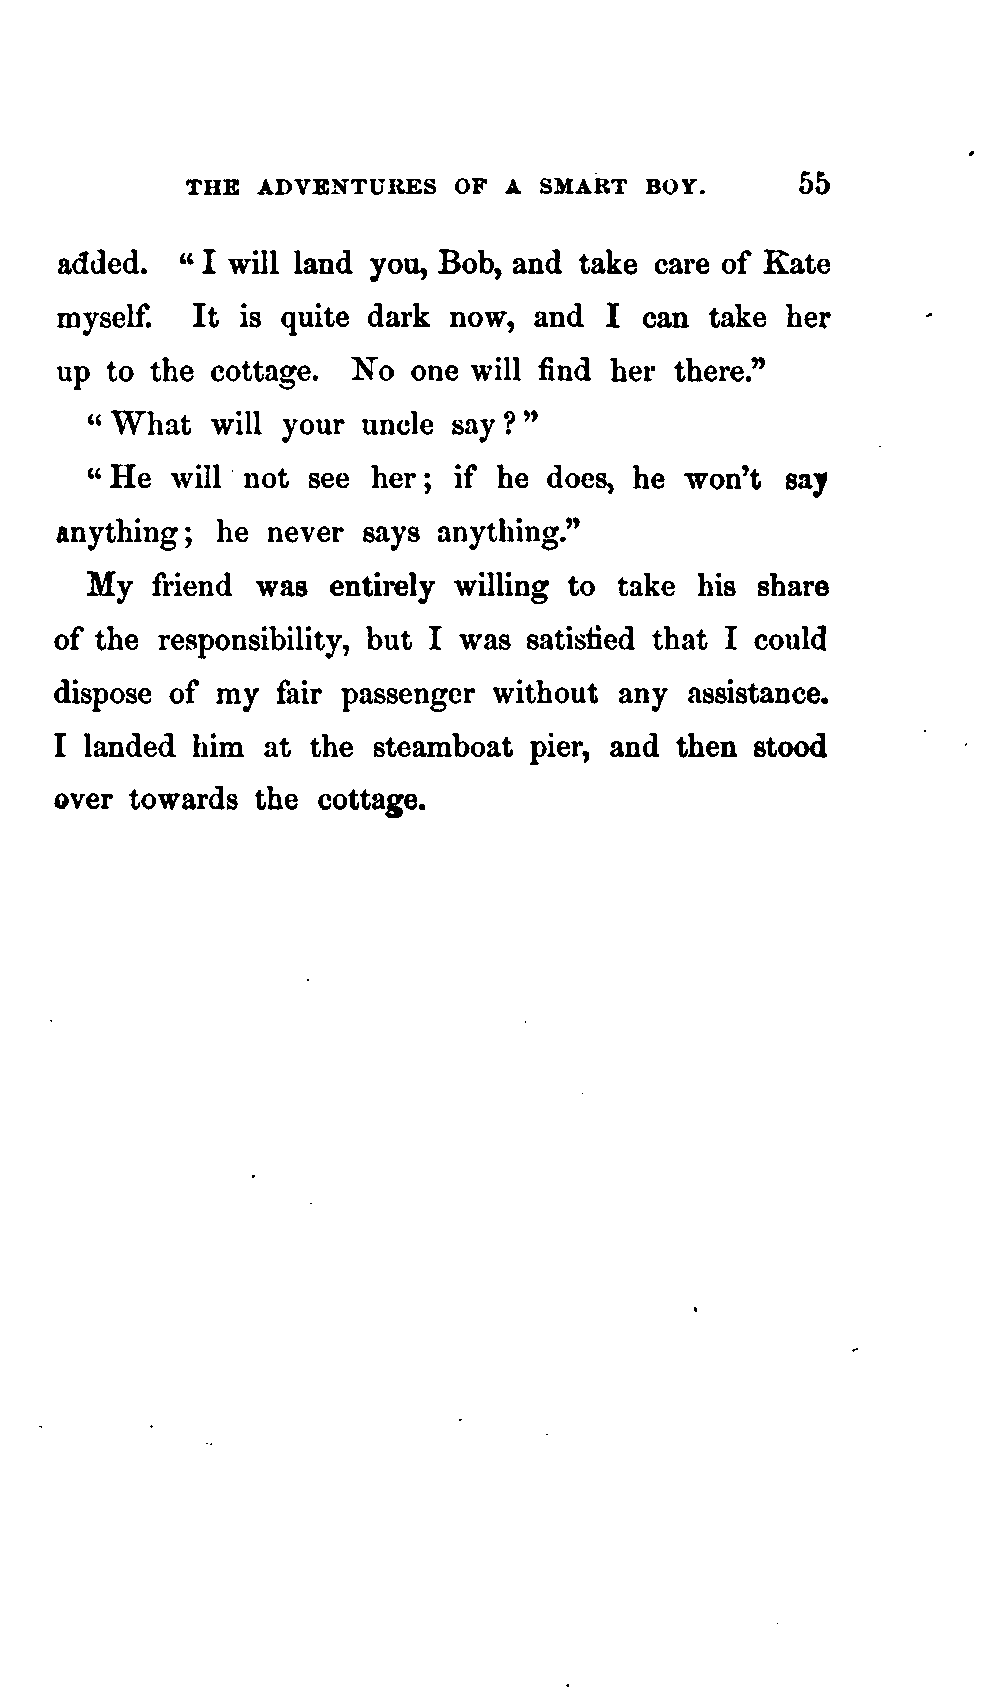 THE ADVENTURES OF A SMART BOY. 55
added. "I will land you, Bob, and take care of Kate
myself. It is quite dark now, and I can take her
up to the cottage. No one will find her there."
"What will your uncle say?"
"He will not see her; if he does, he won't say
anything; he never says anything."
My friend was entirely willing to take his share
of the responsibility, but I was satisfied that I could
dispose of my fair passenger without any assistance.
I landed him at the steamboat pier, and then stood
over towards the cottage.